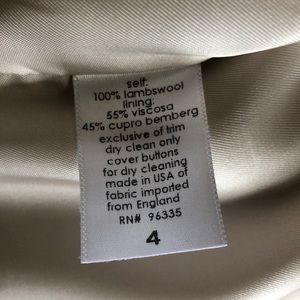 self:
100% lambswool
lining:
55% viscosa
45% cupro bemberg
exclusive of trim
dry clean only
cover buttons
for dry cleaning
made in USA of
fabric imported
from England
RN# 96335
4